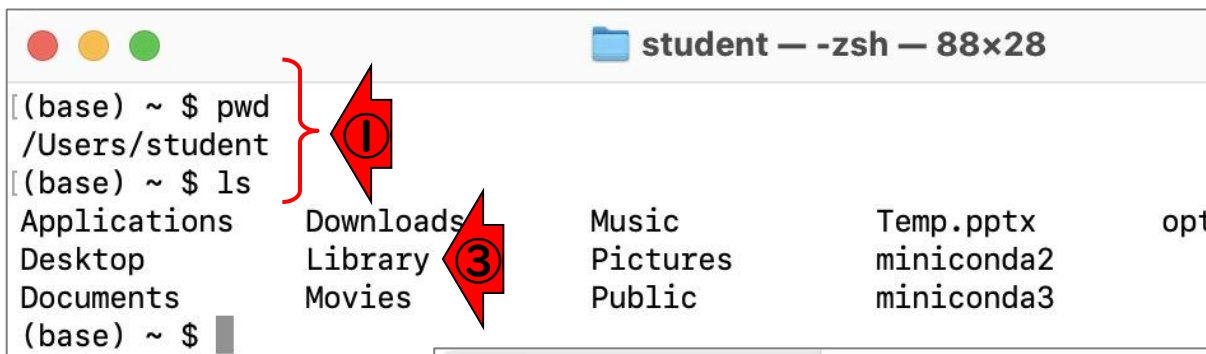 student — -zsh — 88×28
[(base) ~ $ pwd
/Users/student
[(base) ~ $ ls
①
Applications Downloads Music Temp.pptx opt
Desktop Library Pictures miniconda2
③
Documents Movies Public miniconda3
(base) ~ $